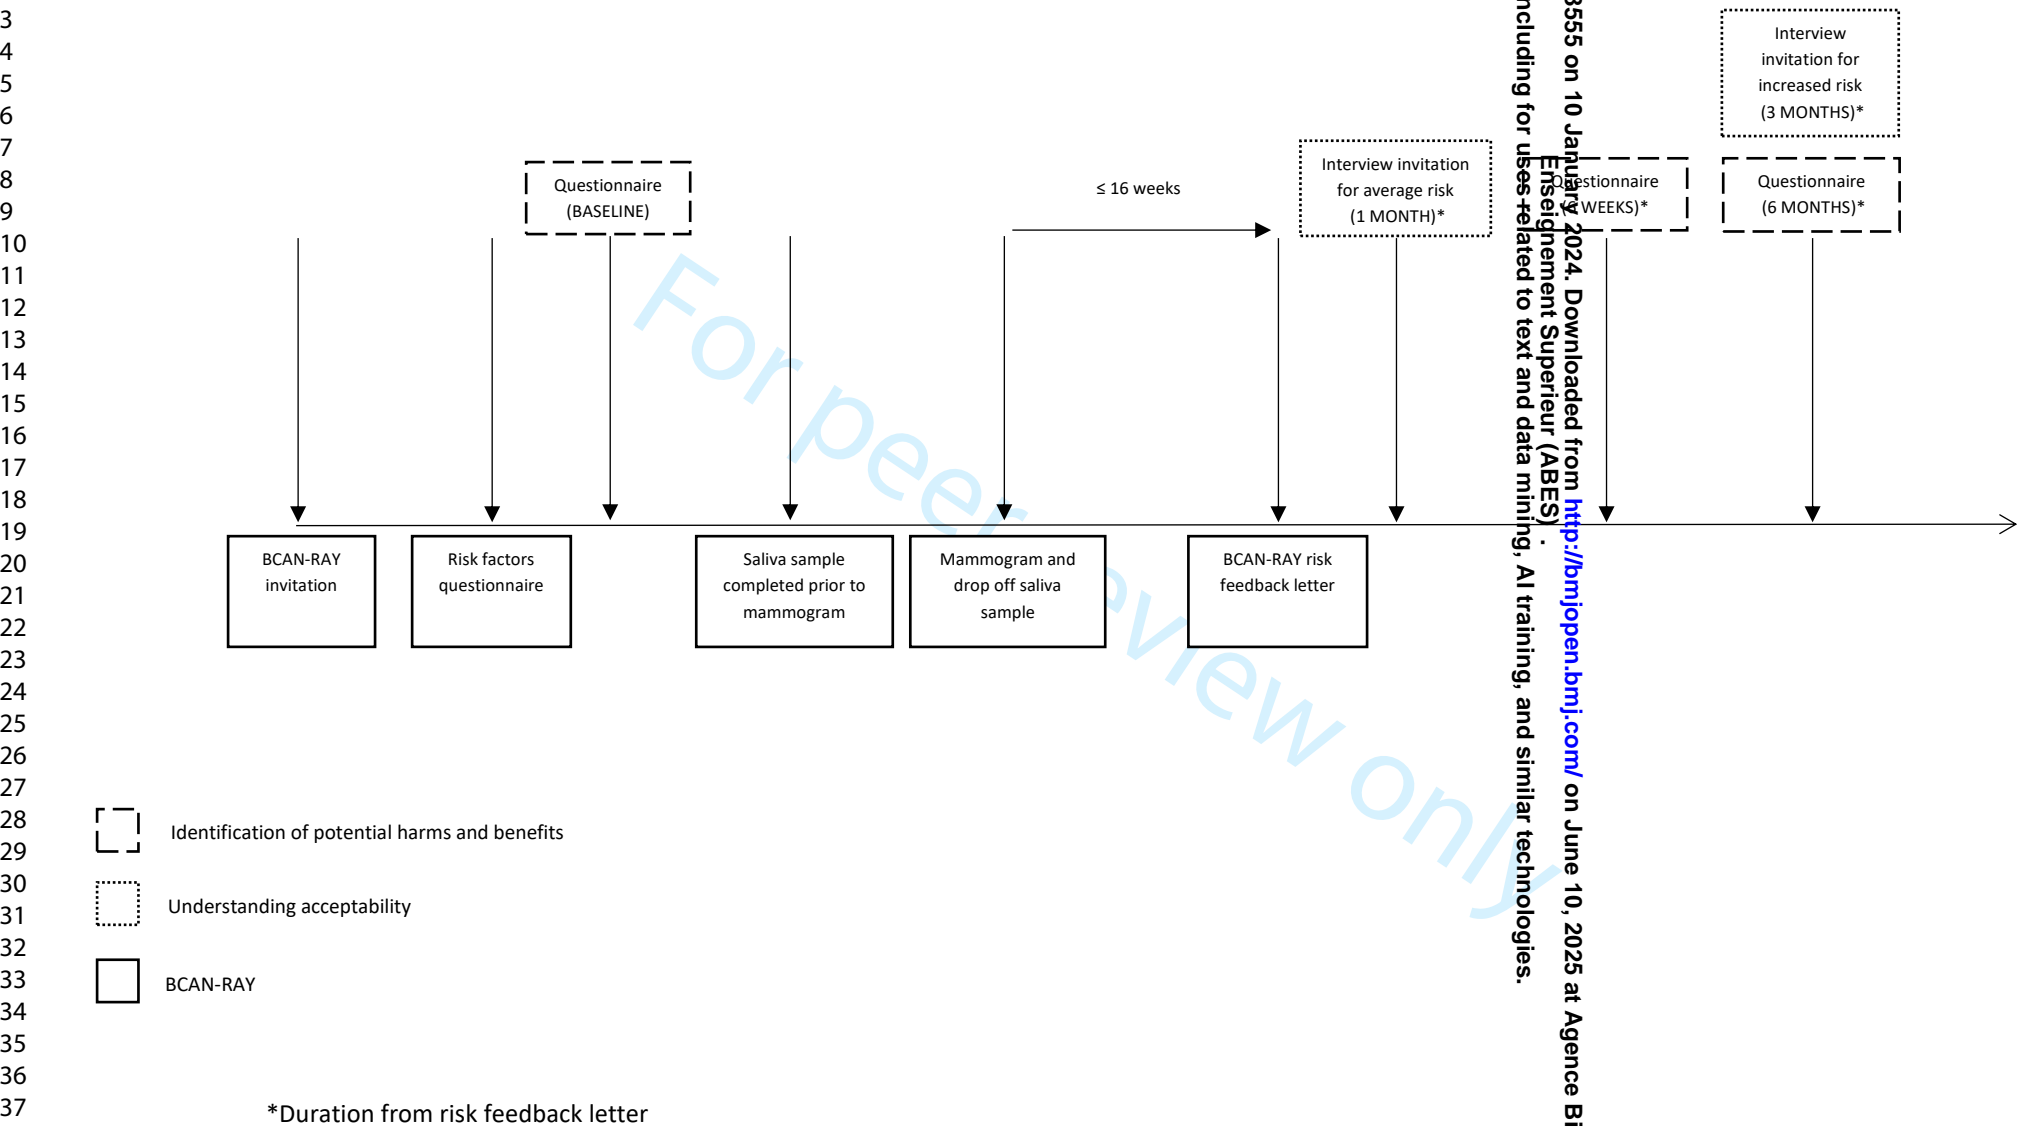 3
4
5
6
7
8
9
10
11
12
13
14
15
16
17
18
19
20
21
22
23
24
25
26
27
28
29
30
31
32
33
34
35
36
37
Interview
invitation for
increased risk
(3 MONTHS)*
Questionnaire
(BASELINE)
≤ 16 weeks
Interview invitation
for average risk
(1 MONTH)*
Questionnaire
WEEKS)*
Questionnaire
(6 MONTHS)*
BCAN-RAY
invitation
Risk factors
questionnaire
Saliva sample
completed prior to
mammogram
Mammogram and
drop off saliva
sample
BCAN-RAY risk
feedback letter
Identification of potential harms and benefits
Understanding acceptability
BCAN-RAY
*Duration from risk feedback letter
For peer review only
3555 on 10 January 2024. Downloaded from http://bmjopen.bmj.com/ on June 10, 2025 at Agence Bi
Enseignement Superieur (ABES) .
ncluding for uses related to text and data mining, AI training, and similar technologies.